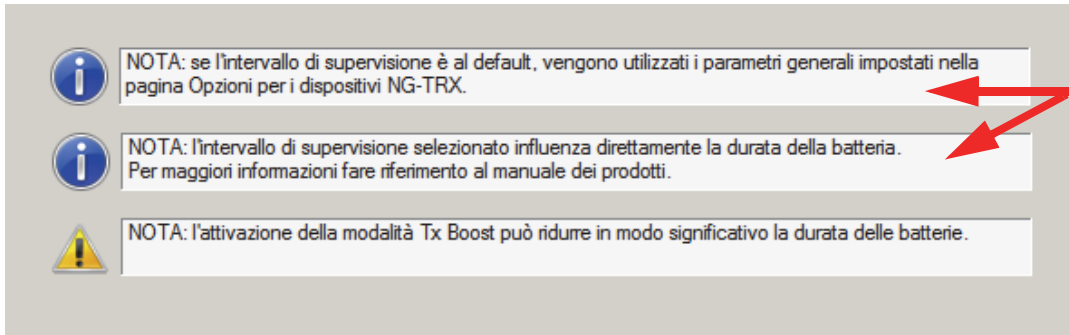 NOTA: se l'intervallo di supervisione è al default, vengono utilizzati i parametri generali impostati nella
pagina Opzioni per i dispositivi NG-TRX.
NOTA: l'intervallo di supervisione selezionato influenza direttamente la durata della batteria.
Per maggiori informazioni fare riferimento al manuale dei prodotti.
NOTA: l'attivazione della modalità Tx Boost può ridurre in modo significativo la durata delle batterie.